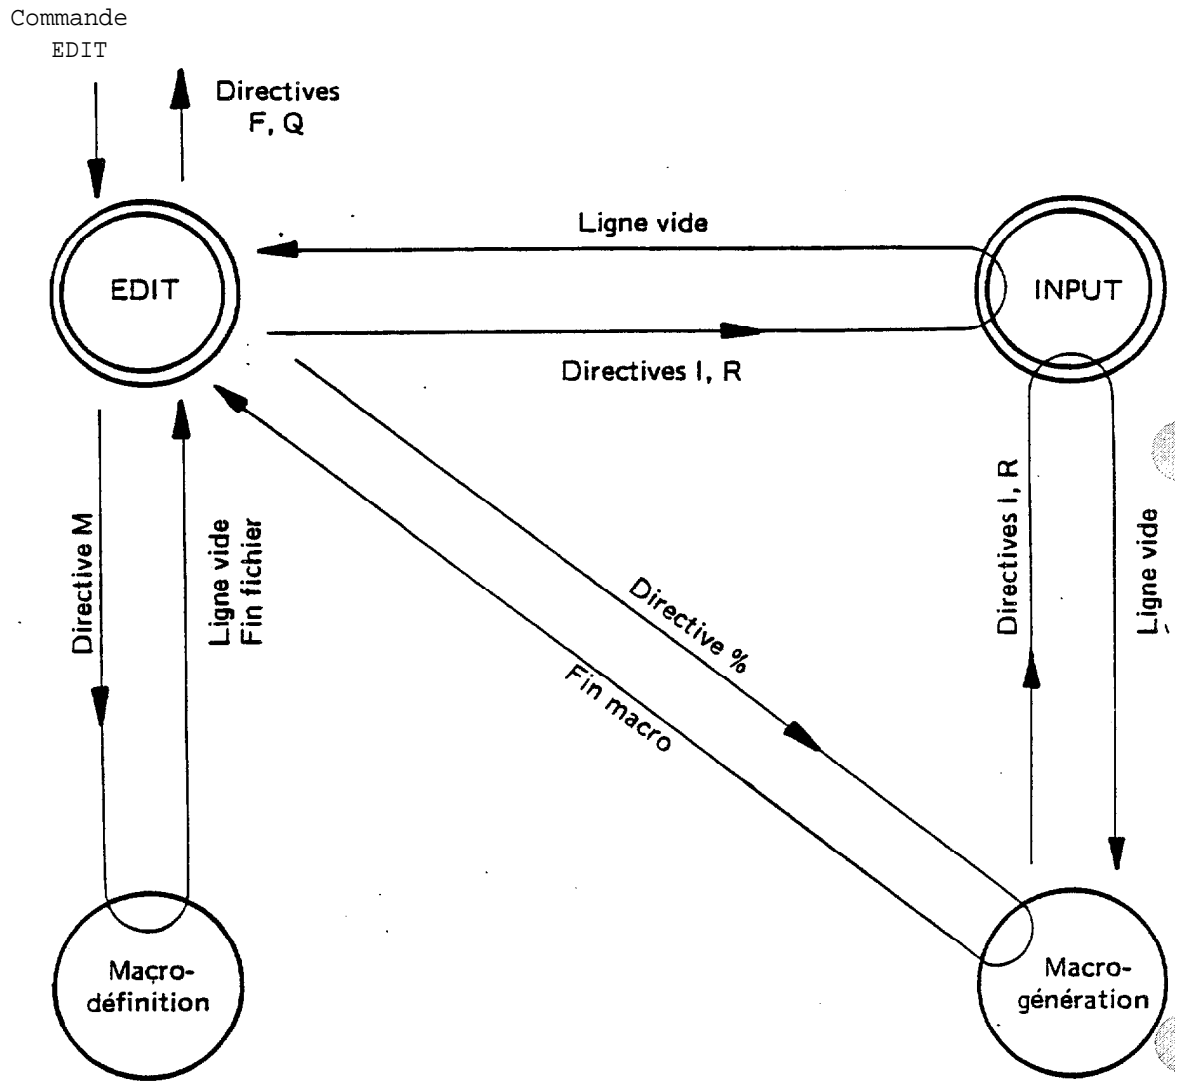 Commande
EDIT
Directives
F, Q
Ligne vide
EDIT
INPUT
Directives I, R
Directive M
Ligne vide
Fin fichier
Directive %
Fin macro
Directives I, R
Ligne vide
Macro-
définition
Macro-
génération